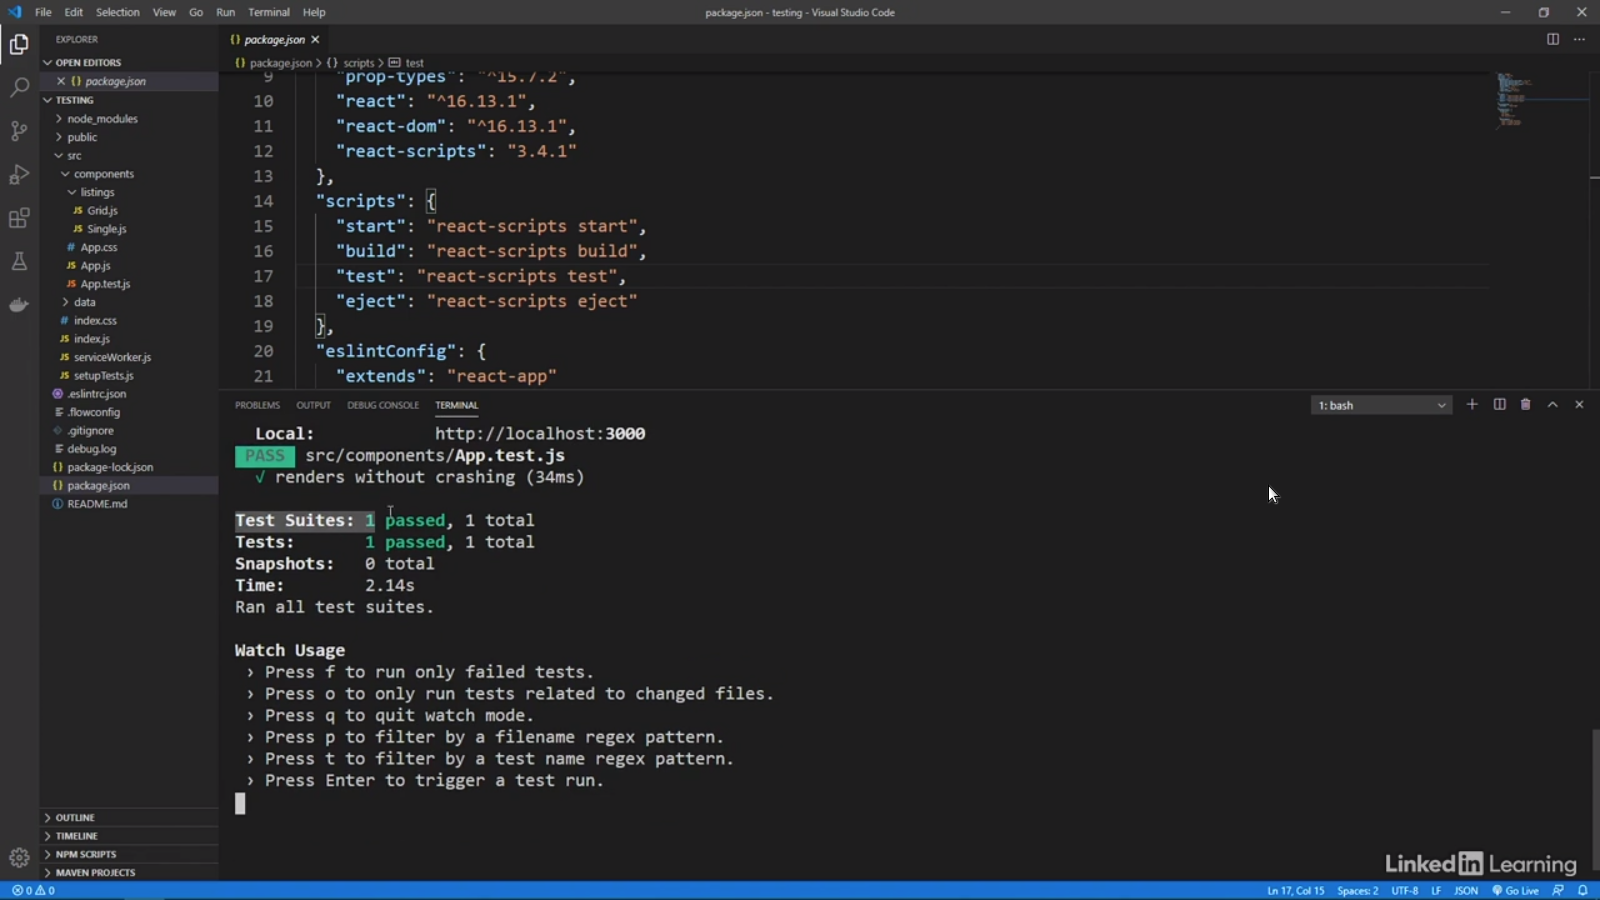 File Edit Selection View Go Run Terminal Help
package.json - testing - Visual Studio Code
EXPLORER
OPEN EDITORS
{} package.json
TESTING
node_modules
public
src
components
listings
JS Grid.js
JS Single.js
# App.css
JS App.js
JS App.test.js
data
# index.css
JS index.js
JS serviceWorker.js
JS setupTests.js
.eslintrc.json
.flowconfig
.gitignore
debug.log
{} package-lock.json
{} package.json
README.md
OUTLINE
TIMELINE
NPM SCRIPTS
MAVEN PROJECTS
{} package.json
{} package.json > {} scripts > test
9 "prop-types": "^15.7.2",
10 "react": "^16.13.1",
11 "react-dom": "^16.13.1",
12 "react-scripts": "3.4.1"
13 },
14 "scripts": {
15 "start": "react-scripts start",
16 "build": "react-scripts build",
17 "test": "react-scripts test",
18 "eject": "react-scripts eject"
19 },
20 "eslintConfig": {
21 "extends": "react-app"
PROBLEMS OUTPUT DEBUG CONSOLE TERMINAL
1: bash
Local: http://localhost:3000
PASS src/components/App.test.js
√ renders without crashing (34ms)
Test Suites: 1 passed, 1 total
Tests: 1 passed, 1 total
Snapshots: 0 total
Time: 2.14s
Ran all test suites.
Watch Usage
› Press f to run only failed tests.
› Press o to only run tests related to changed files.
› Press q to quit watch mode.
› Press p to filter by a filename regex pattern.
› Press t to filter by a test name regex pattern.
› Press Enter to trigger a test run.
LinkedIn Learning
0 0
Ln 17, Col 15 Spaces: 2 UTF-8 LF JSON Go Live